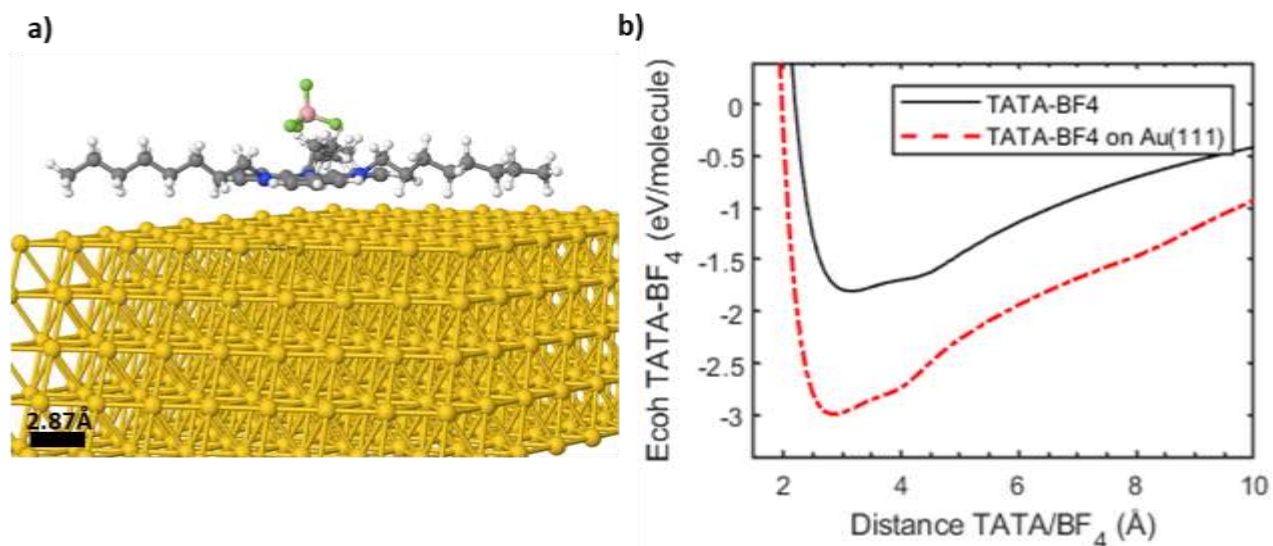 a)
2.87Å
b)
TATA-BF4
TATA-BF4 on Au(111)
0
-0.5
-1
-1.5
-2
-2.5
-3
2 4 6 8 10
Ecoh TATA-BF4 (eV/molecule)
Distance TATA/BF4 (Å)